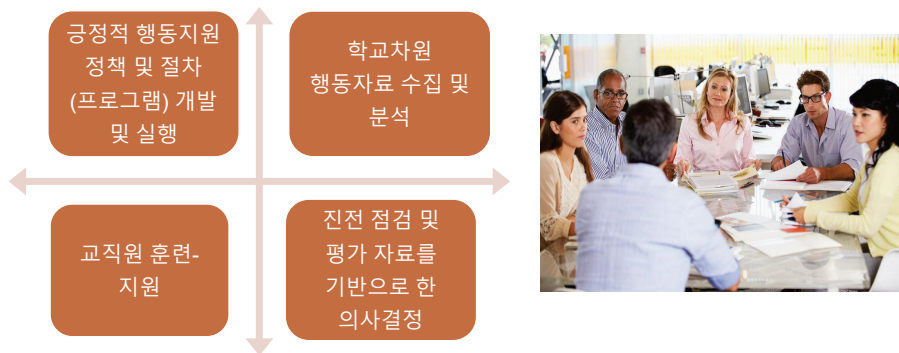 긍정적 행동지원
정책 및 절차
(프로그램) 개발
및 실행
학교차원
행동자료 수집 및
분석
교직원 훈련-
지원
진전 점검 및
평가 자료를
기반으로 한
의사결정